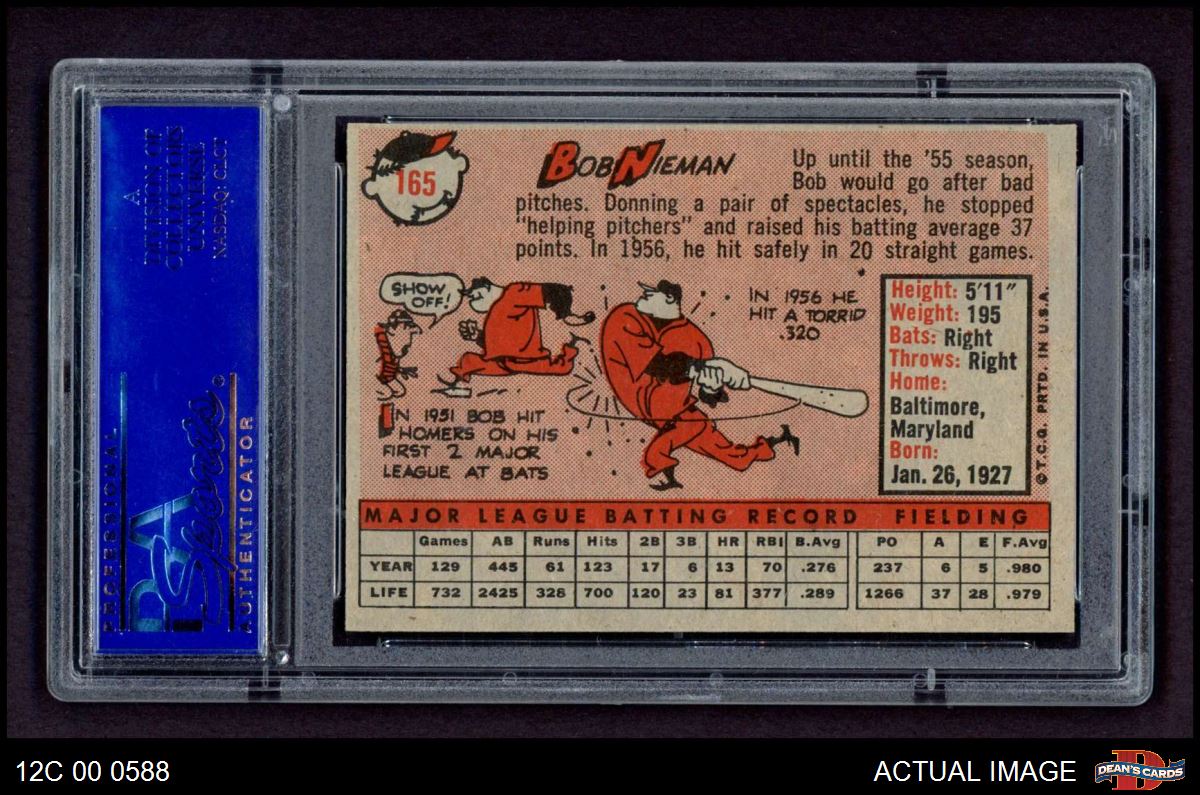 A
DIVISION OF
COLLECTORS
UNIVERSE
NASDAQ: CLCT
PROFESSIONAL
PSA
Sports
AUTHENTICATOR
165
BOB NIEMAN
Up until the '55 season,
Bob would go after bad
pitches. Donning a pair of spectacles, he stopped
"helping pitchers" and raised his batting average 37
points. In 1956, he hit safely in 20 straight games.
SHOW
OFF!
IN 1951 BOB HIT
HOMERS ON HIS
FIRST 2 MAJOR
LEAGUE AT BATS
IN 1956 HE
HIT A TORRID
.320
Height: 5'11"
Weight: 195
Bats: Right
Throws: Right
Home:
Baltimore,
Maryland
Born:
Jan. 26, 1927
© T.C.G. PRTD. IN U.S.A.
MAJOR LEAGUE BATTING RECORD FIELDING
Games AB Runs Hits 2B 3B HR RBI B.Avg PO A E F.Avg
YEAR 129 445 61 123 17 6 13 70 .276 237 6 5 .980
LIFE 732 2425 328 700 120 23 81 377 .289 1266 37 28 .979
12C 00 0588
ACTUAL IMAGE
D
DEAN'S CARDS